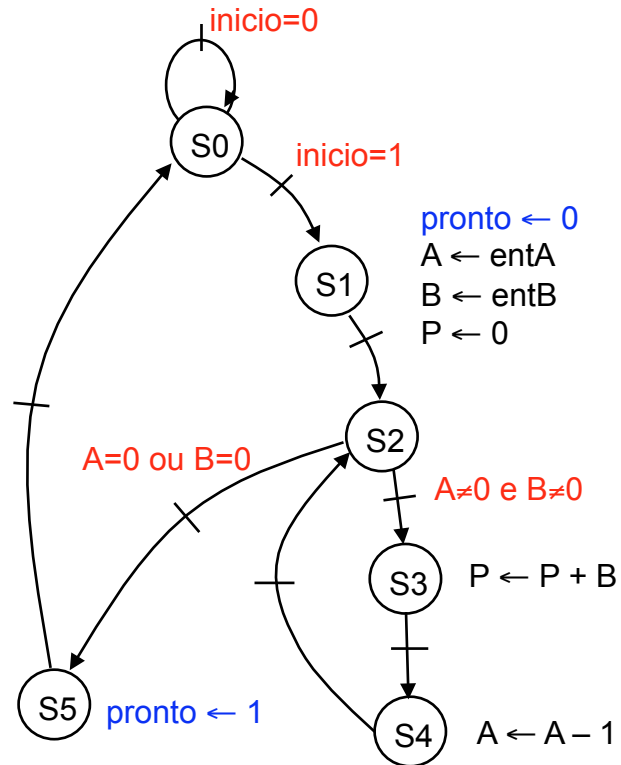 inicio=0
S0
inicio=1
pronto ← 0
A ← entA
S1
B ← entB
P ← 0
S2
A=0 ou B=0
A≠0 e B≠0
S3
P ← P + B
S5
pronto ← 1
S4
A ← A – 1